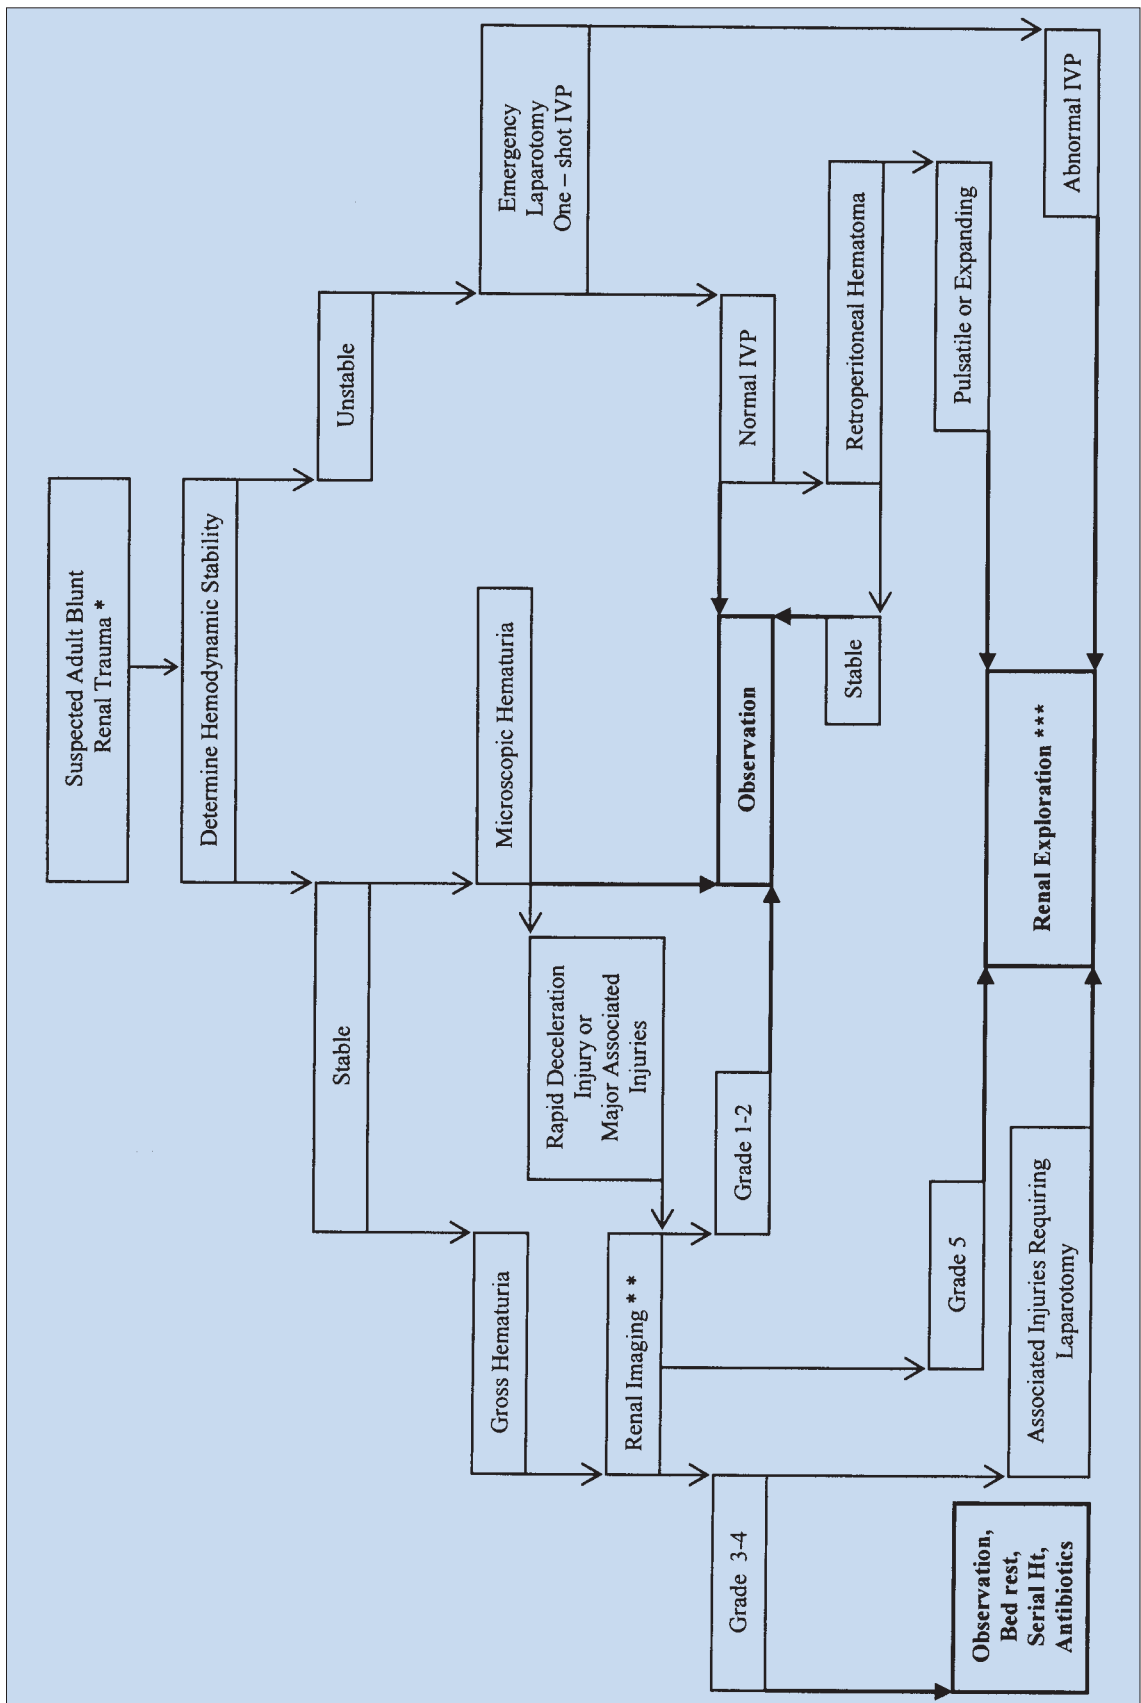 Suspected Adult Blunt
Renal Trauma *
Determine Hemodynamic Stability
Stable
Unstable
Gross Hematuria
Microscopic Hematuria
Emergency
Laparotomy
One – shot IVP
Rapid Deceleration
Injury or
Major Associated
Injuries
Renal Imaging * *
Grade 3-4
Grade 1-2
Observation
Normal IVP
Stable
Retroperitoneal Hematoma
Grade 5
Pulsatile or Expanding
Observation,
Bed rest,
Serial Ht,
Antibiotics
Associated Injuries Requiring
Laparotomy
Renal Exploration ***
Abnormal IVP